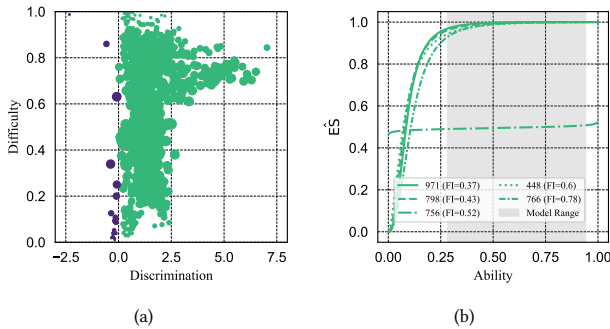 1.0
0.8
0.6
0.4
0.2
0.0
Difficulty
−2.5 0.0 2.5 5.0 7.5
Discrimination
(a)
1.0
0.8
0.6
0.4
0.2
0.0
ÊS
971 (FI=0.37)
798 (FI=0.43)
756 (FI=0.52)
448 (FI=0.6)
766 (FI=0.78)
Model Range
0.00 0.25 0.50 0.75 1.00
Ability
(b)